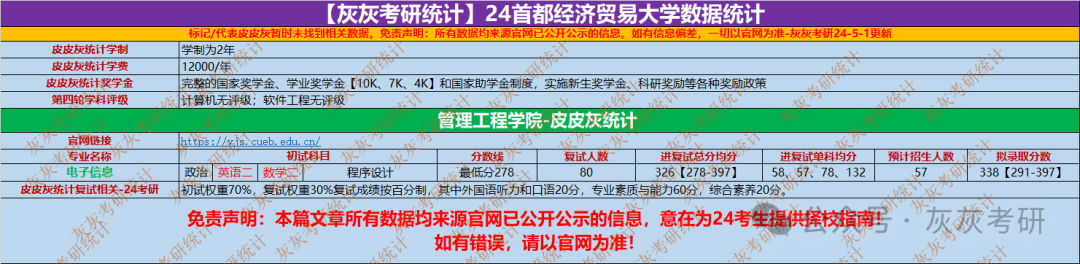 【灰灰考研统计】24首都经济贸易大学数据统计
标记/代表皮皮灰暂时未找到相关数据。免责声明：所有数据均来源官网已公开公示的信息。如有信息偏差，一切以官网为准-灰灰考研24-5-1更新
皮皮灰统计学制 学制为2年
皮皮灰统计学费 12000/年
皮皮灰统计奖学金 完整的国家奖学金、学业奖学金【10K、7K、4K】和国家助学金制度，实施新生奖学金、科研奖励等各种奖励政策
第四轮学科评级 计算机无评级；软件工程无评级
管理工程学院-皮皮灰统计
官网链接 https://yjs.cueb.edu.cn/
专业名称 初试科目 分数线 复试人数 进复试总分均分 进复试单科均分 预计招生人数 拟录取分数
电子信息 政治 英语二 数学二 程序设计 最低分278 80 326【278-397】 58、57、78、132 57 338【291-397】
皮皮灰统计复试相关-24考研 初试权重70%，复试权重30%复试成绩按百分制，其中外国语听力和口语20分，专业素质与能力60分，综合素养20分。
免责声明：本篇文章所有数据均来源官网已公开公示的信息，意在为24考生提供择校指南！
如有错误，请以官网为准！
公众号·灰灰考研